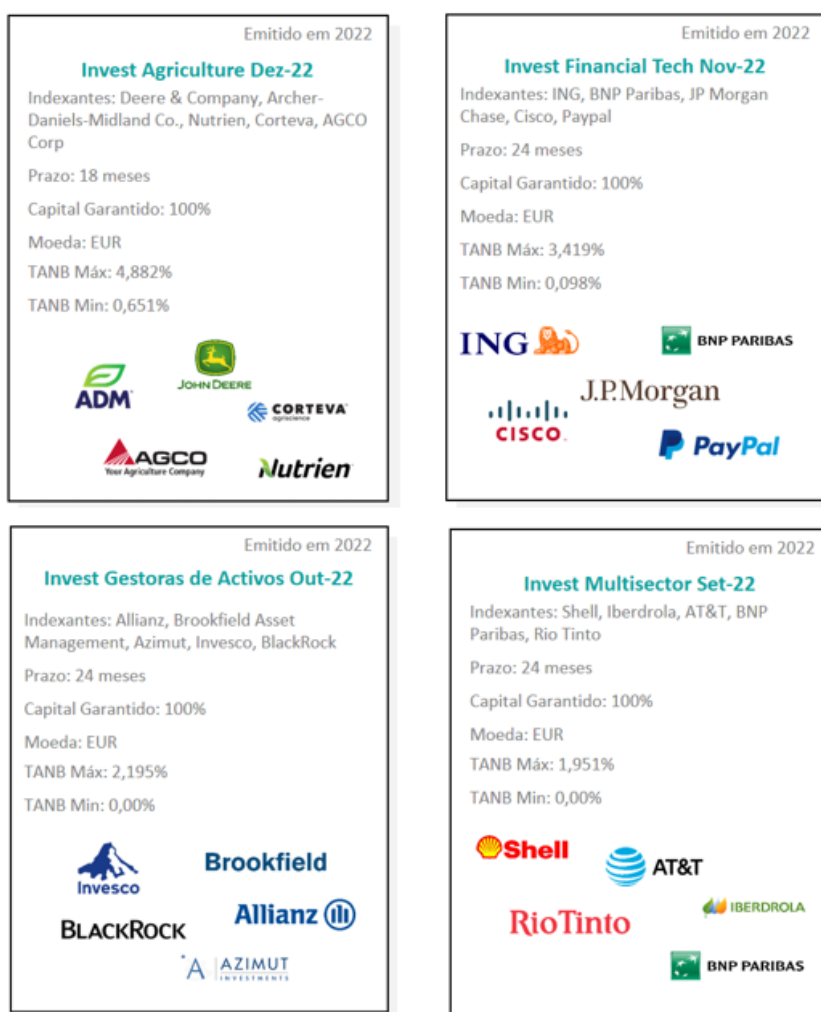 Emitido em 2022
Invest Agriculture Dez-22
Indexantes: Deere & Company, Archer-
Daniels-Midland Co., Nutrien, Corteva, AGCO
Corp
Prazo: 18 meses
Capital Garantido: 100%
Moeda: EUR
TANB Máx: 4,882%
TANB Min: 0,651%
JOHN DEERE
ADM
CORTEVA
agriscience
AGCO
Your Agriculture Company
Nutrien
Emitido em 2022
Invest Financial Tech Nov-22
Indexantes: ING, BNP Paribas, JP Morgan
Chase, Cisco, Paypal
Prazo: 24 meses
Capital Garantido: 100%
Moeda: EUR
TANB Máx: 3,419%
TANB Min: 0,098%
ING
BNP PARIBAS
J.P.Morgan
CISCO
PayPal
Emitido em 2022
Invest Gestoras de Activos Out-22
Indexantes: Allianz, Brookfield Asset
Management, Azimut, Invesco, BlackRock
Prazo: 24 meses
Capital Garantido: 100%
Moeda: EUR
TANB Máx: 2,195%
TANB Min: 0,00%
Invesco
Brookfield
BLACKROCK
Allianz
AZIMUT
INVESTMENTS
Emitido em 2022
Invest Multisector Set-22
Indexantes: Shell, Iberdrola, AT&T, BNP
Paribas, Rio Tinto
Prazo: 24 meses
Capital Garantido: 100%
Moeda: EUR
TANB Máx: 1,951%
TANB Min: 0,00%
Shell
AT&T
RioTinto
IBERDROLA
BNP PARIBAS